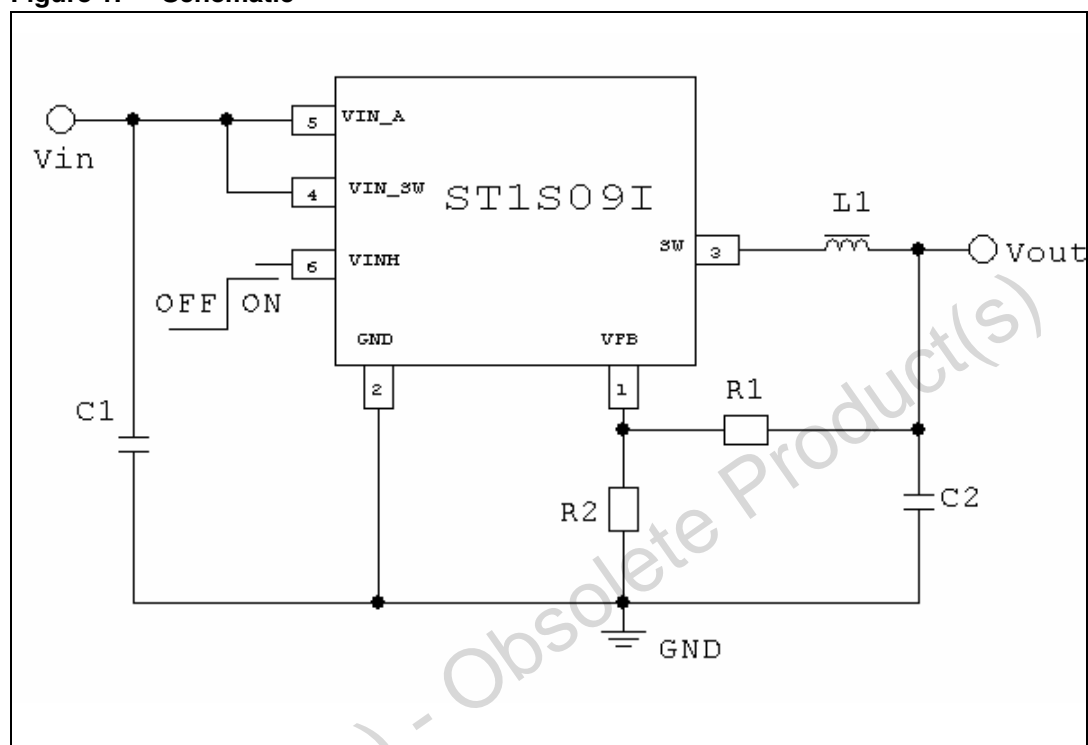 Figure 1. Schematic
Vin
5 VIN_A
4 VIN_SW
ST1S09I
6 VINH
OFF ON
SW 3
L1
Vout
GND
VFB
2
1
C1
R1
R2
C2
GND
) - Obsolete Product(s)